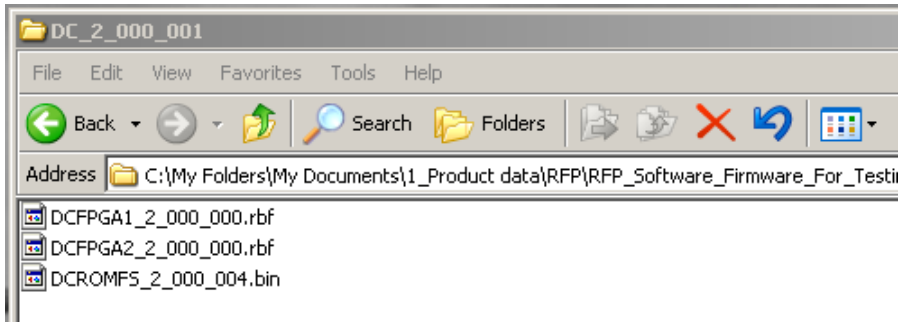 DC_2_000_001
File Edit View Favorites Tools Help
Back Search Folders
Address C:\My Folders\My Documents\1_Product data\RFP\RFP_Software_Firmware_For_Testi
DCFPGA1_2_000_000.rbf
DCFPGA2_2_000_000.rbf
DCROMFS_2_000_004.bin